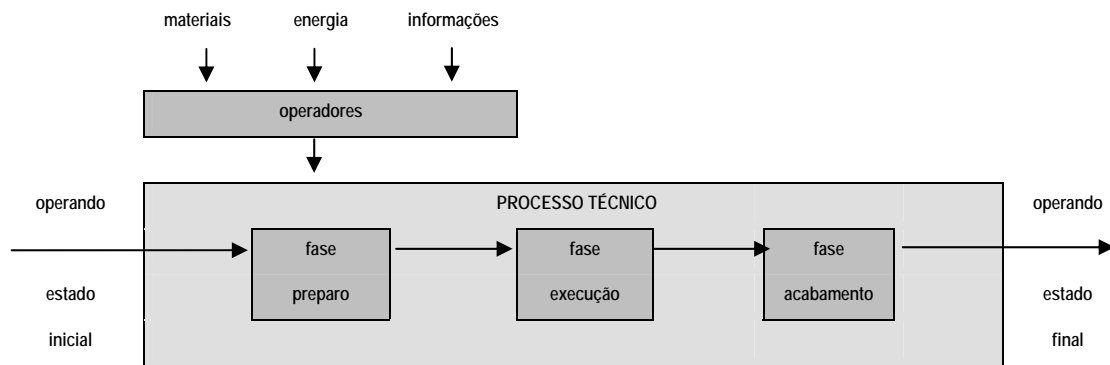 materiais energia informações
operadores
PROCESSO TÉCNICO
operando
estado
inicial
fase
preparo
fase
execução
fase
acabamento
operando
estado
final